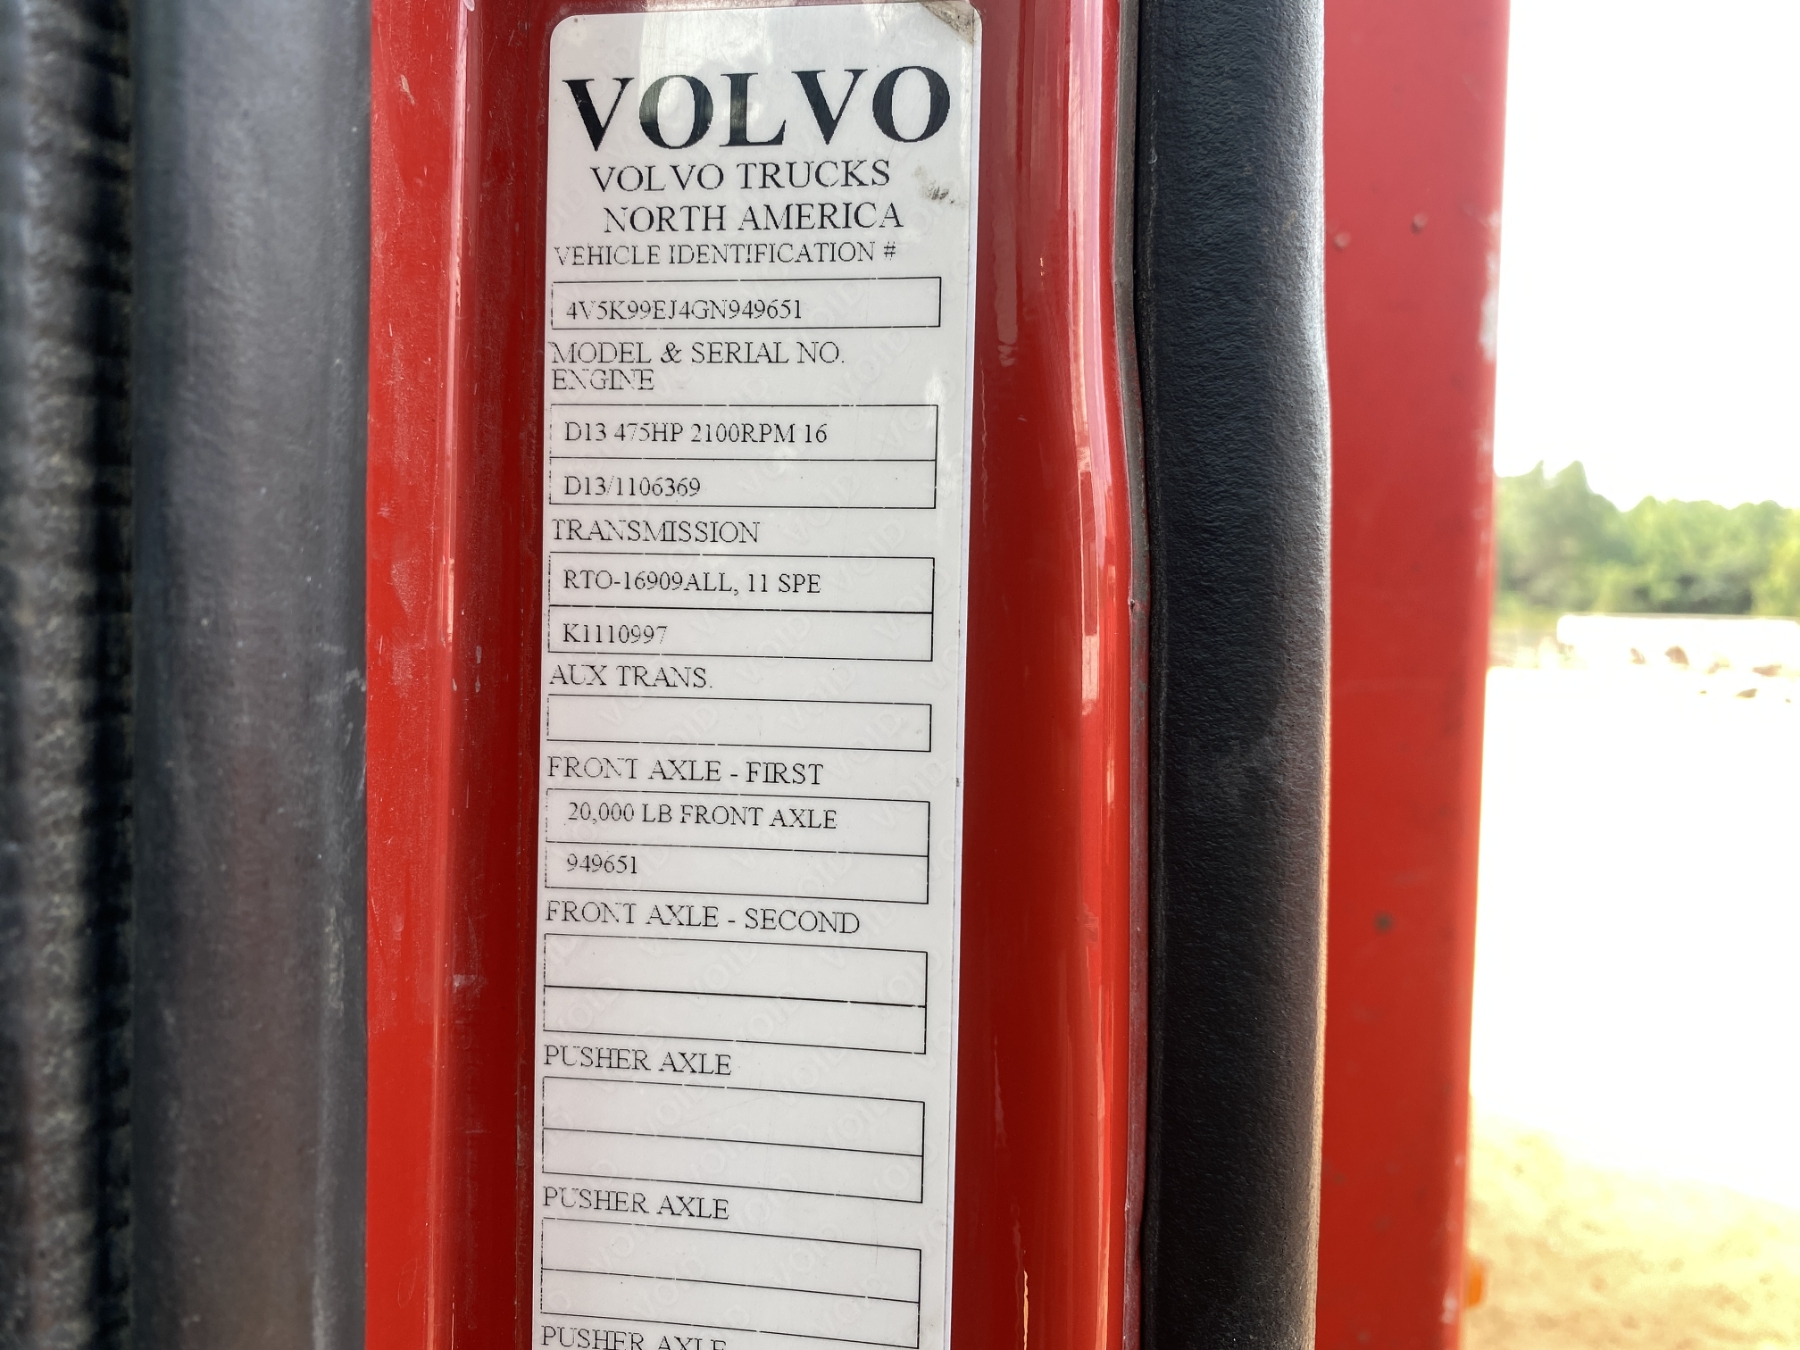 VOLVO
VOLVO TRUCKS
NORTH AMERICA
VEHICLE IDENTIFICATION #
4V5K99EJ4GN949651
MODEL & SERIAL NO.
ENGINE
D13 475HP 2100RPM 16
D13/1106369
TRANSMISSION
RTO-16909ALL, 11 SPE
K1110997
AUX TRANS.
FRONT AXLE - FIRST
20,000 LB FRONT AXLE
949651
FRONT AXLE - SECOND
PUSHER AXLE
PUSHER AXLE
PUSHER AXLE